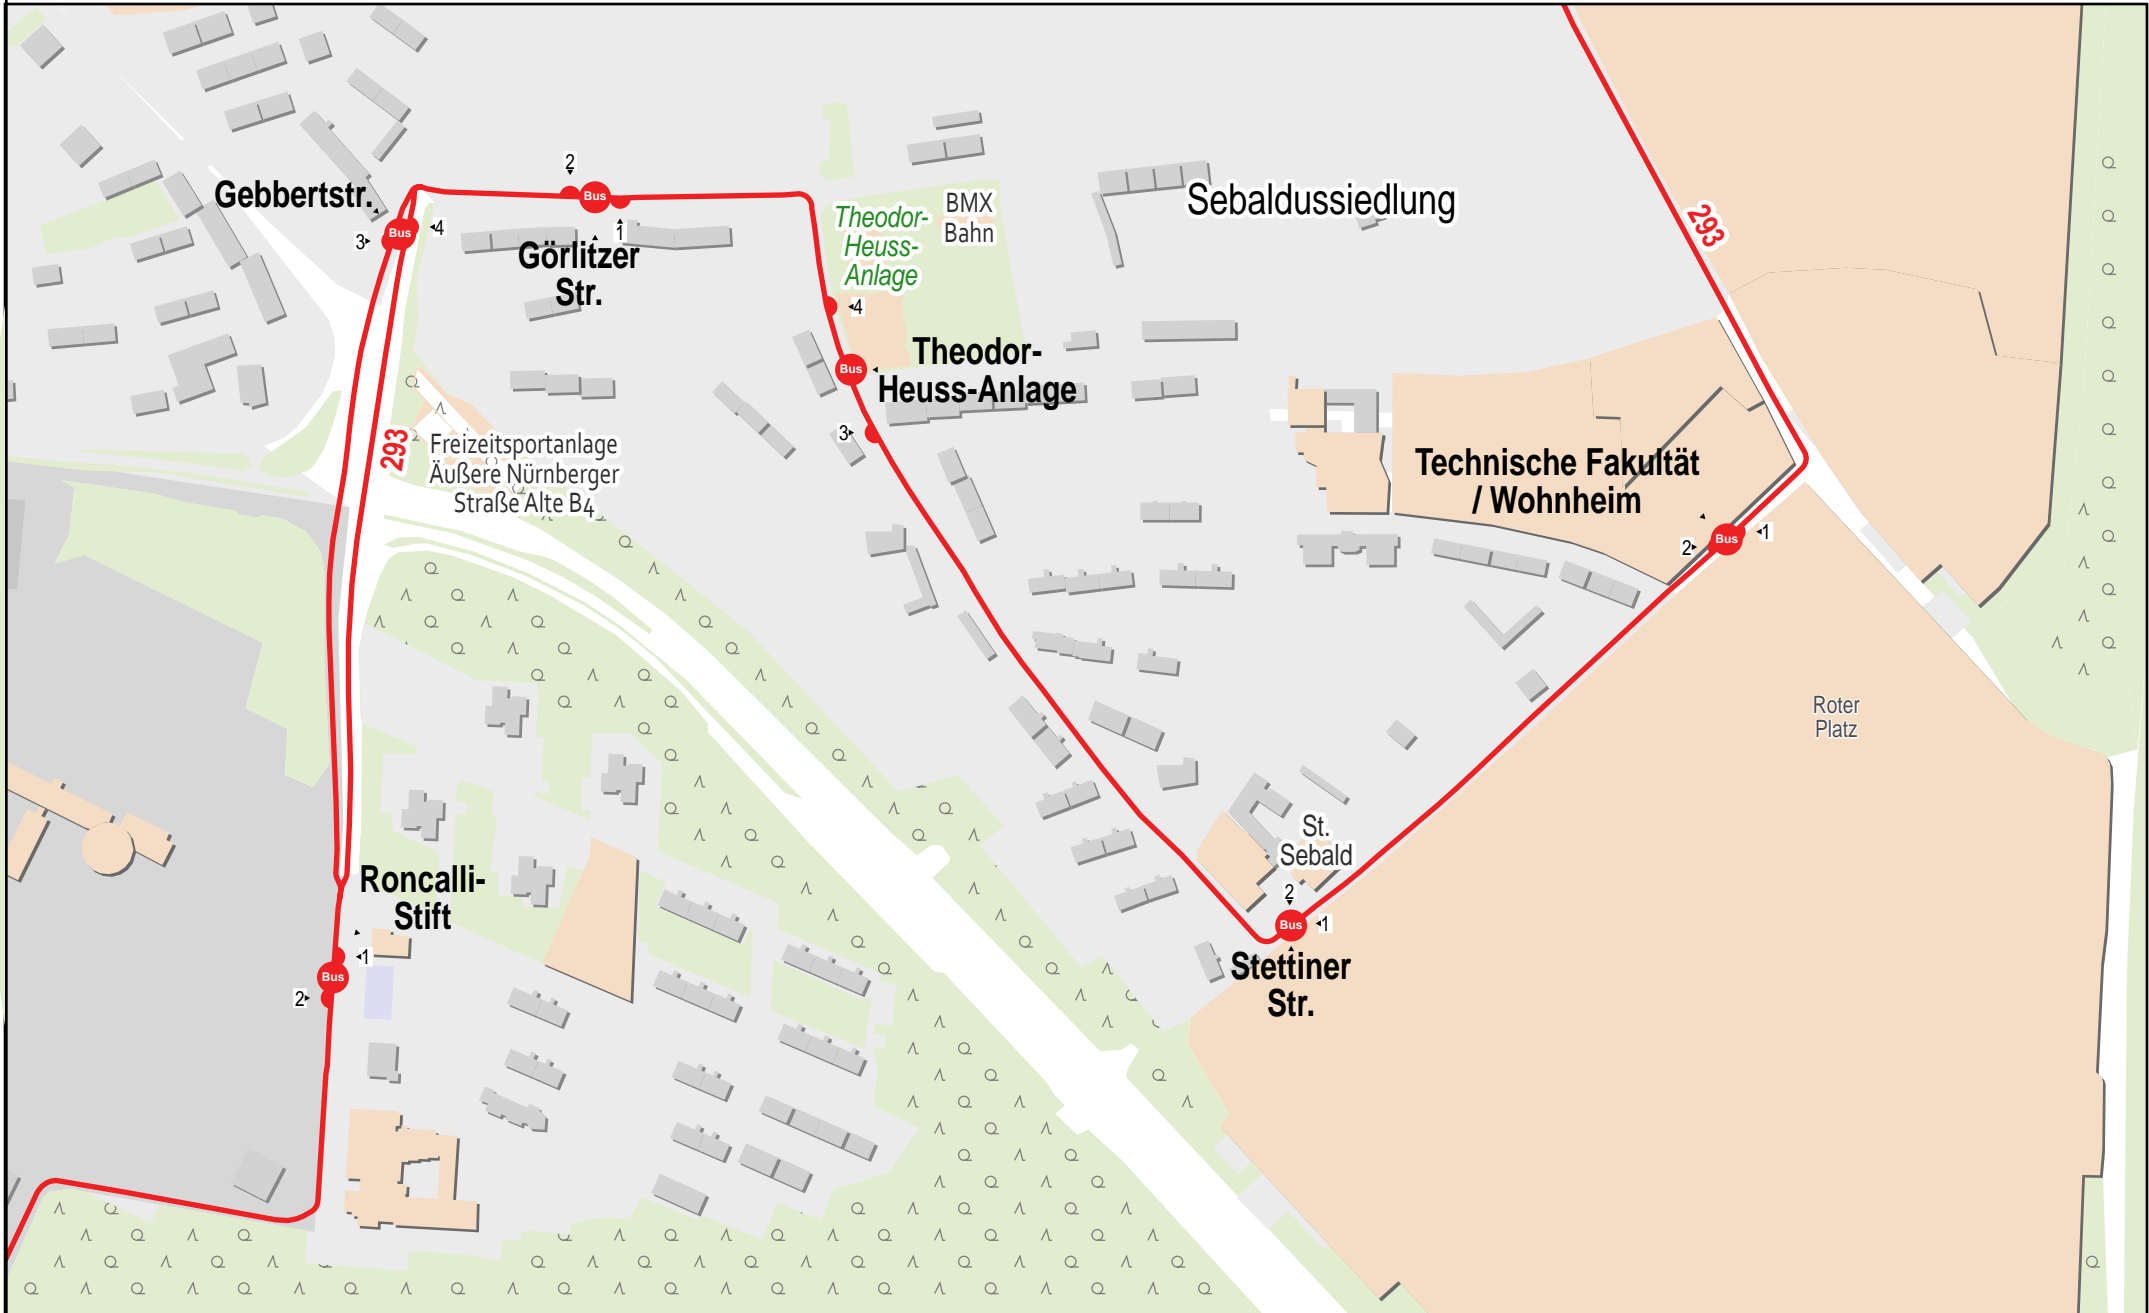 293
2
Gebbertstr.
Bus
3
Bus
4
1
Görlitzer
Str.
Theodor-
Heuss-
Anlage
BMX
Bahn
Sebaldussiedlung
4
Bus
Theodor-
Heuss-Anlage
3
293
Freizeitsportanlage
Äußere Nürnberger
Straße Alte B4
Technische Fakultät
/ Wohnheim
2
Bus
1
Roter
Platz
St.
Sebald
2
Bus
1
Stettiner
Str.
Roncalli-
Stift
1
Bus
2